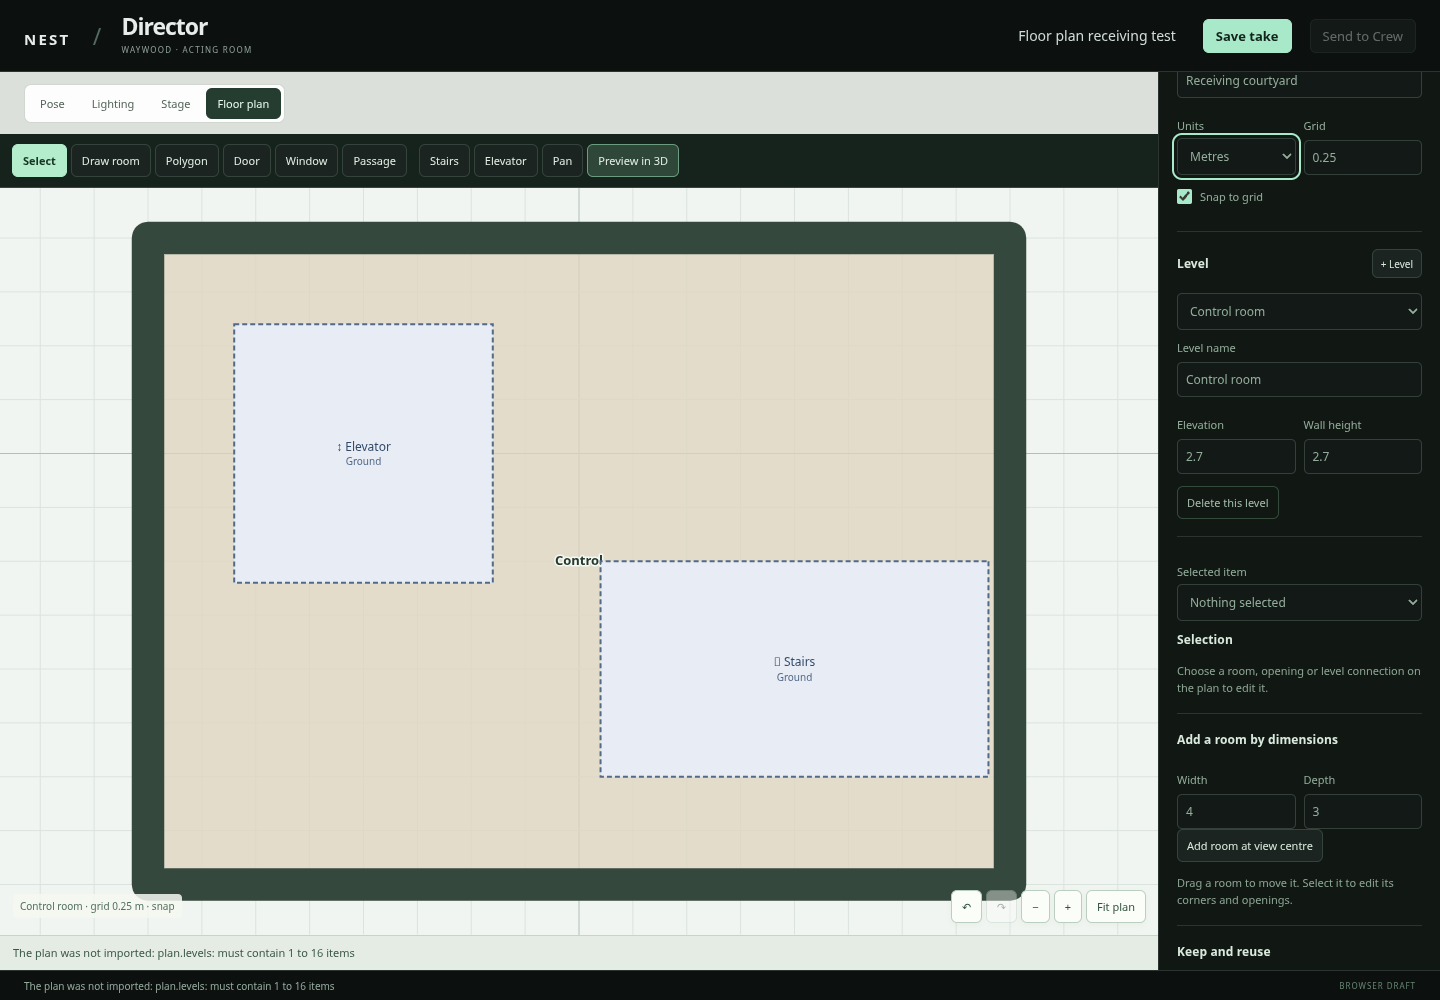 NEST / Director
WAYWOOD · ACTING ROOM
Floor plan receiving test
Save take
Send to Crew
Pose
Lighting
Stage
Floor plan
Select
Draw room
Polygon
Door
Window
Passage
Stairs
Elevator
Pan
Preview in 3D
↕ Elevator
Ground
Control
Stairs
Ground
Control room · grid 0.25 m · snap
↶
↷
−
+
Fit plan
The plan was not imported: plan.levels: must contain 1 to 16 items
Receiving courtyard
Units
Grid
Metres
0.25
Snap to grid
Level
+ Level
Control room
Level name
Control room
Elevation
Wall height
2.7
2.7
Delete this level
Selected item
Nothing selected
Selection
Choose a room, opening or level connection on
the plan to edit it.
Add a room by dimensions
Width
Depth
4
3
Add room at view centre
Drag a room to move it. Select it to edit its
corners and openings.
Keep and reuse
The plan was not imported: plan.levels: must contain 1 to 16 items
BROWSER DRAFT